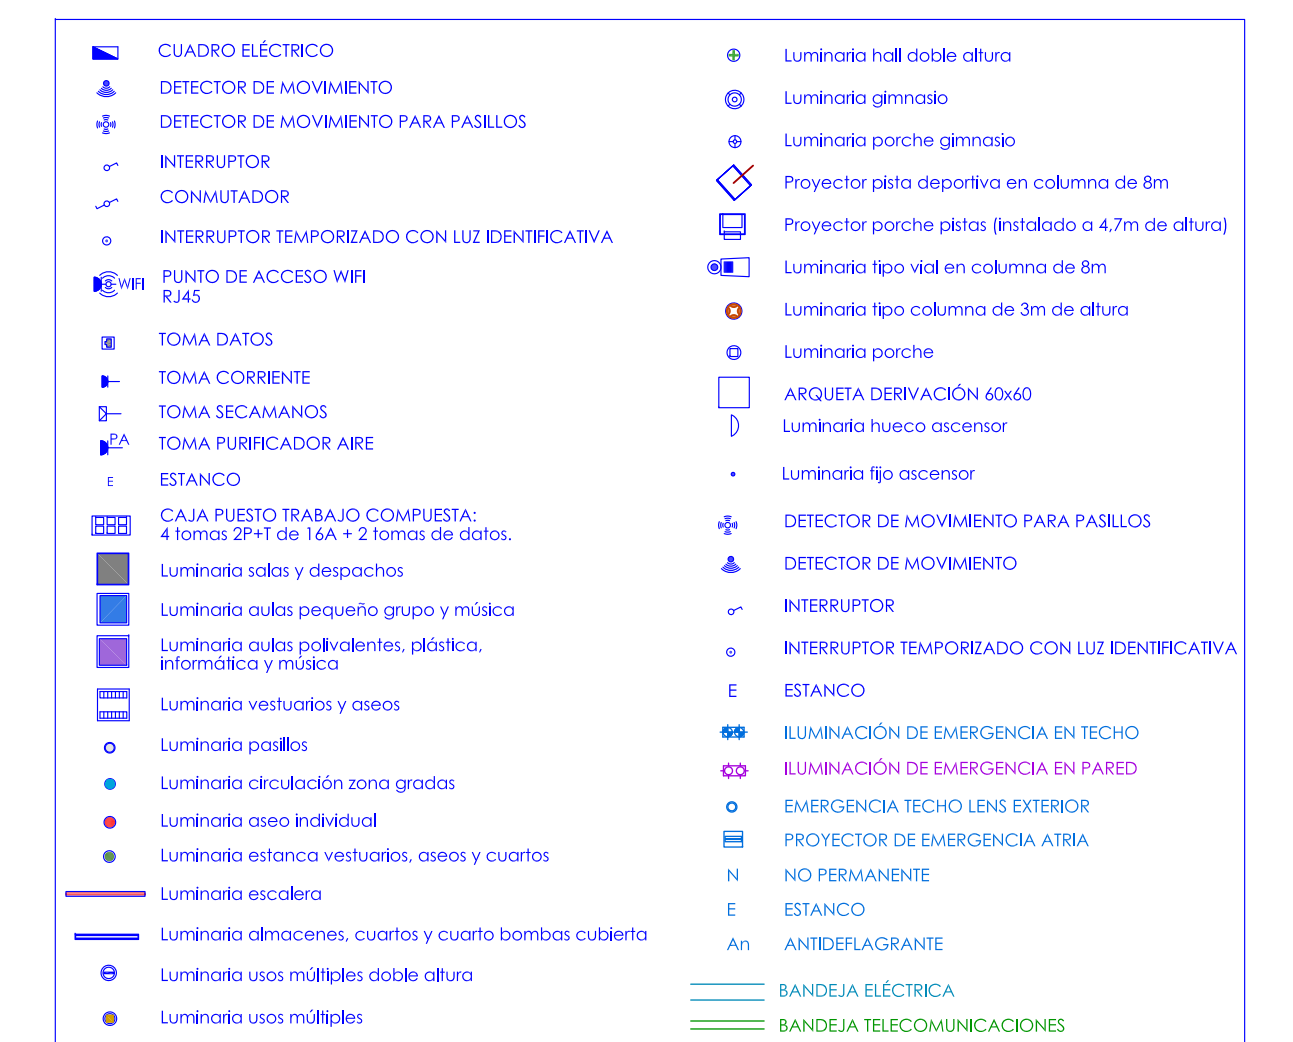 CUADRO ELÉCTRICO
DETECTOR DE MOVIMIENTO
DETECTOR DE MOVIMIENTO PARA PASILLOS
INTERRUPTOR
CONMUTADOR
INTERRUPTOR TEMPORIZADO CON LUZ IDENTIFICATIVA
WIFI PUNTO DE ACCESO WIFI
RJ45
TOMA DATOS
TOMA CORRIENTE
TOMA SECAMANOS
PA TOMA PURIFICADOR AIRE
E ESTANCO
CAJA PUESTO TRABAJO COMPUESTA:
4 tomas 2P+T de 16A + 2 tomas de datos.
Luminaria salas y despachos
Luminaria aulas pequeño grupo y música
Luminaria aulas polivalentes, plástica,
informática y música
Luminaria vestuarios y aseos
Luminaria pasillos
Luminaria circulación zona gradas
Luminaria aseo individual
Luminaria estanca vestuarios, aseos y cuartos
Luminaria escalera
Luminaria almacenes, cuartos y cuarto bombas cubierta
Luminaria usos múltiples doble altura
Luminaria usos múltiples
Luminaria hall doble altura
Luminaria gimnasio
Luminaria porche gimnasio
Proyector pista deportiva en columna de 8m
Proyector porche pistas (instalado a 4,7m de altura)
Luminaria tipo vial en columna de 8m
Luminaria tipo columna de 3m de altura
Luminaria porche
ARQUETA DERIVACIÓN 60x60
Luminaria hueco ascensor
Luminaria fijo ascensor
DETECTOR DE MOVIMIENTO PARA PASILLOS
DETECTOR DE MOVIMIENTO
INTERRUPTOR
INTERRUPTOR TEMPORIZADO CON LUZ IDENTIFICATIVA
E ESTANCO
ILUMINACIÓN DE EMERGENCIA EN TECHO
ILUMINACIÓN DE EMERGENCIA EN PARED
EMERGENCIA TECHO LENS EXTERIOR
PROYECTOR DE EMERGENCIA ATRIA
N NO PERMANENTE
E ESTANCO
An ANTIDEFLAGRANTE
BANDEJA ELÉCTRICA
BANDEJA TELECOMUNICACIONES